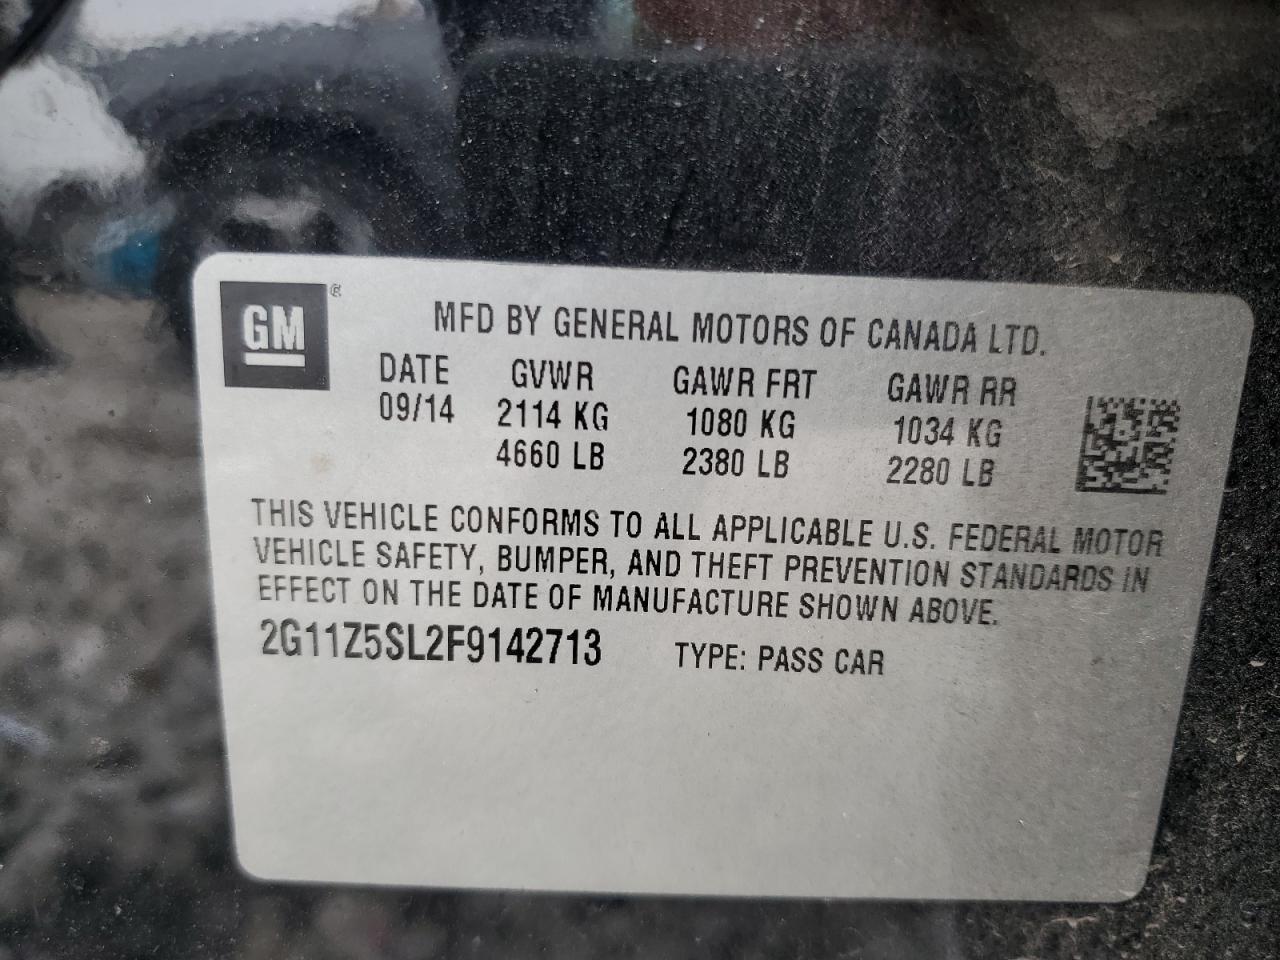 GM®
MFD BY GENERAL MOTORS OF CANADA LTD.
DATE GVWR GAWR FRT GAWR RR
09/14 2114 KG 1080 KG 1034 KG
4660 LB 2380 LB 2280 LB
THIS VEHICLE CONFORMS TO ALL APPLICABLE U.S. FEDERAL MOTOR
VEHICLE SAFETY, BUMPER, AND THEFT PREVENTION STANDARDS IN
EFFECT ON THE DATE OF MANUFACTURE SHOWN ABOVE.
2G11Z5SL2F9142713 TYPE: PASS CAR